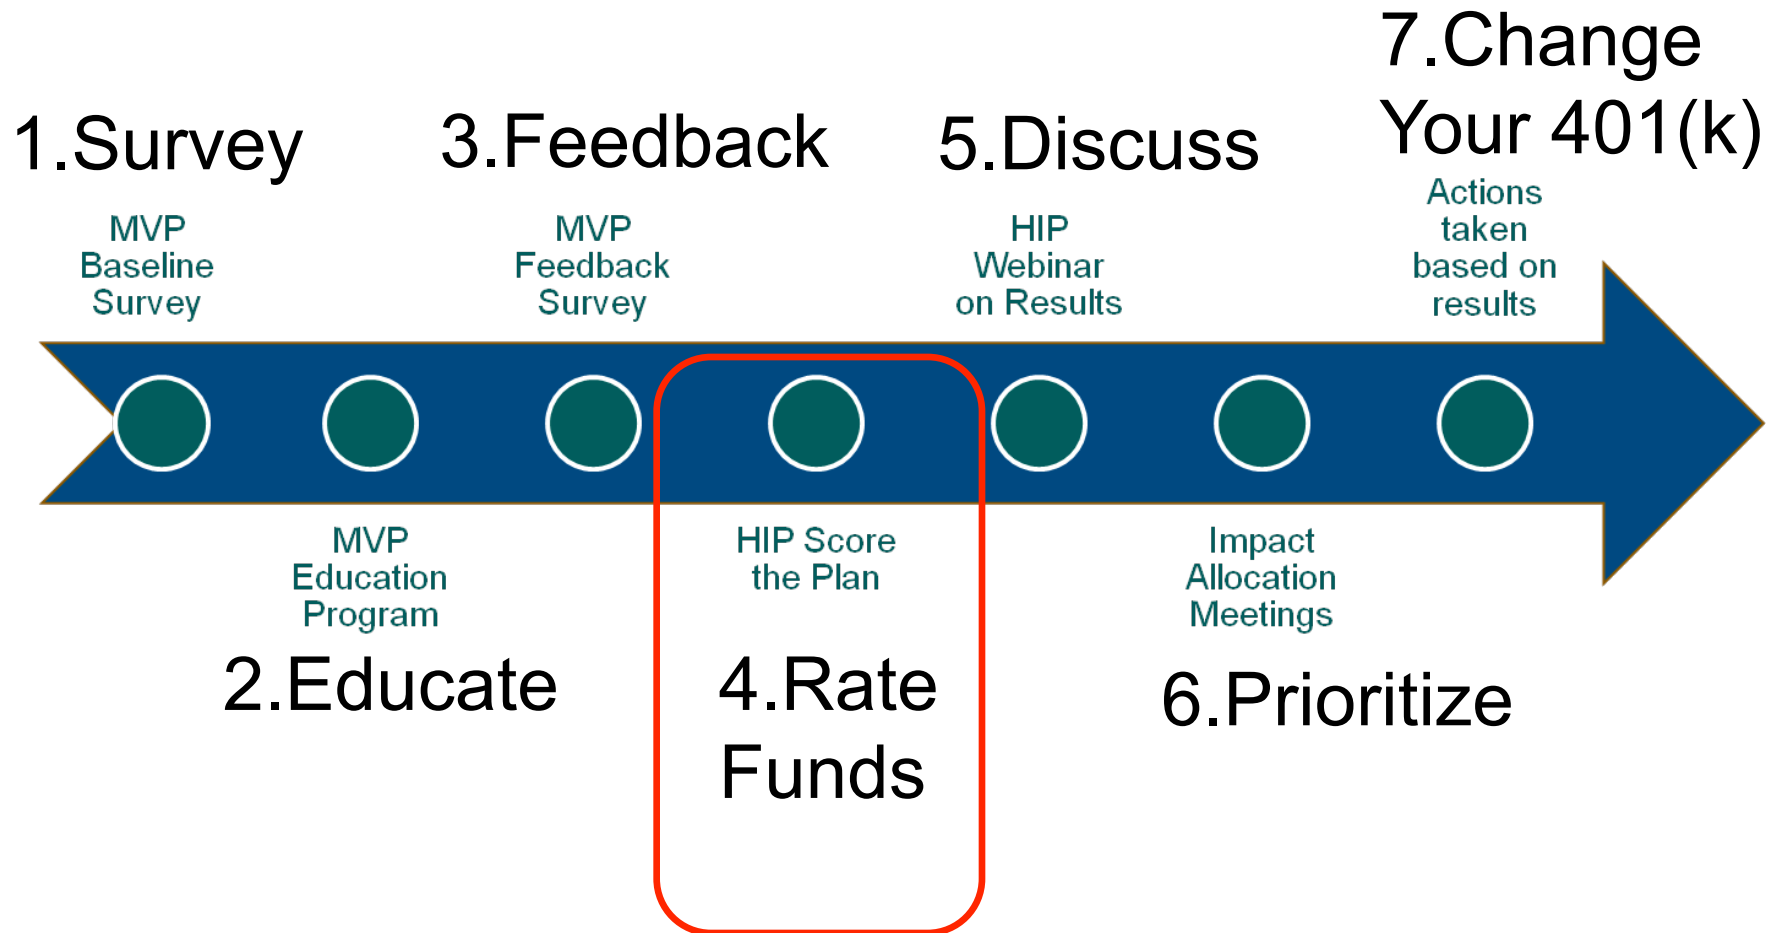 1.Survey
MVP
Baseline
Survey
MVP
Education
Program
2.Educate
3.Feedback
MVP
Feedback
Survey
HIP Score
the Plan
4.Rate
Funds
5.Discuss
HIP
Webinar
on Results
Impact
Allocation
Meetings
6.Prioritize
7.Change
Your 401(k)
Actions
taken
based on
results